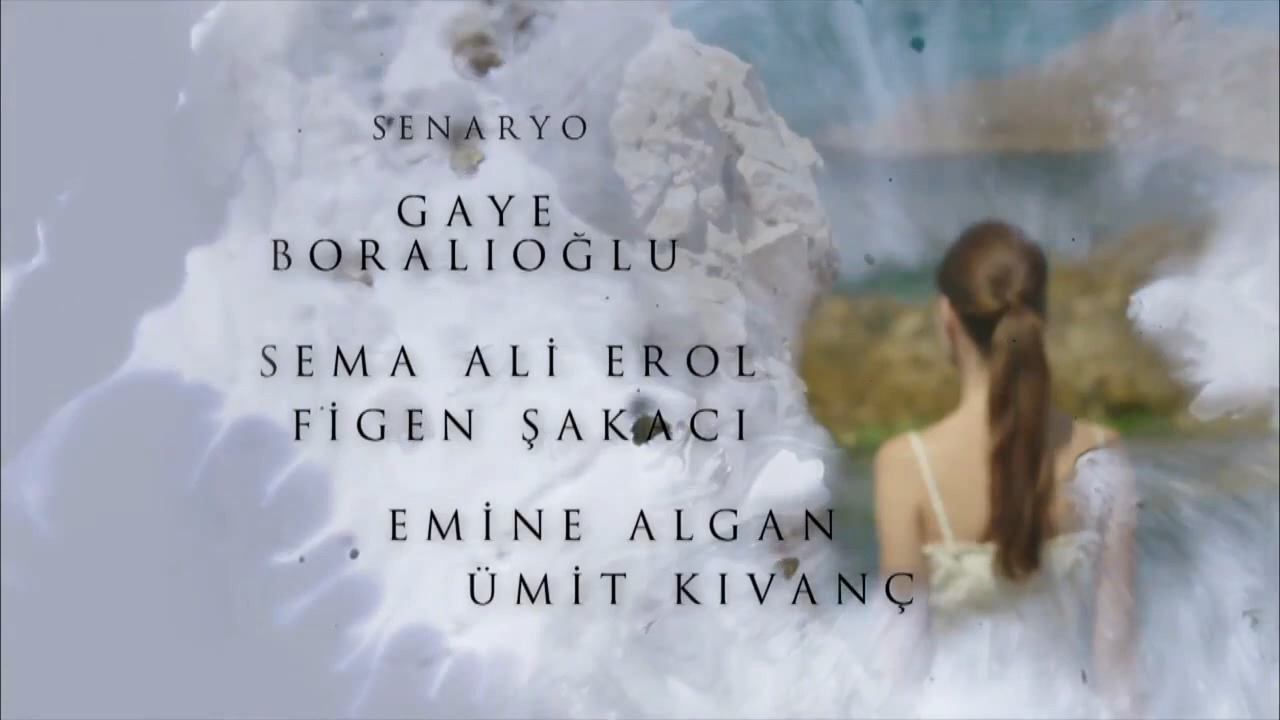 SENARYO
GAYE
BORALIOĞLU
SEMA ALİ EROL
FİGEN ŞAKACI
EMİNE ALGAN
ÜMİT KIVANÇ